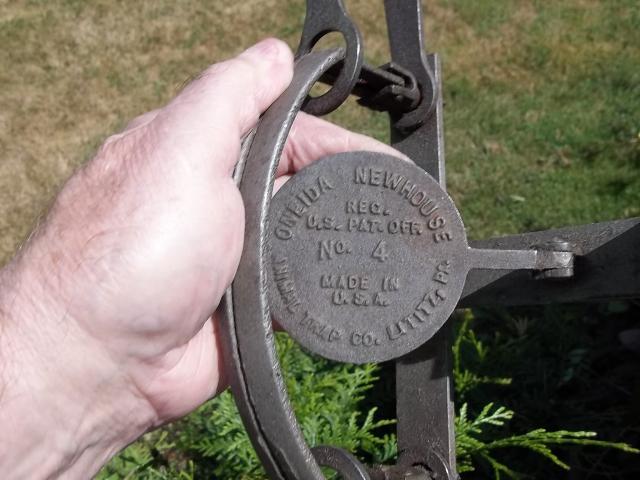 ONEIDA NEWHOUSE
REG.
U.S. PAT. OFF.
No. 4
MADE IN
U.S.A.
ANIMAL TRAP CO. LITITZ, PA.